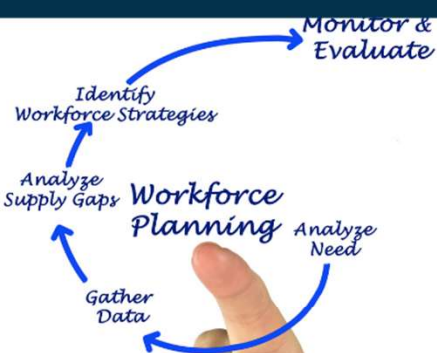 Monitor &
Evaluate
Identify
Workforce Strategies
Analyze
Supply Gaps
Workforce
Planning
Analyze
Need
Gather
Data